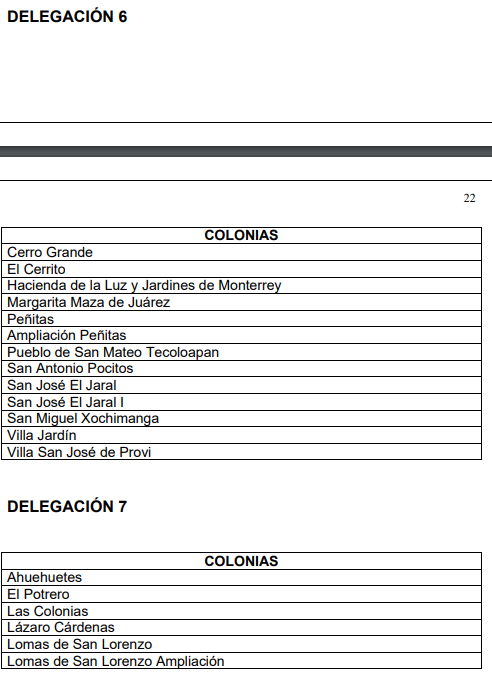 DELEGACIÓN 6
22
COLONIAS
Cerro Grande
El Cerrito
Hacienda de la Luz y Jardines de Monterrey
Margarita Maza de Juárez
Peñitas
Ampliación Peñitas
Pueblo de San Mateo Tecoloapan
San Antonio Pocitos
San José El Jaral
San José El Jaral I
San Miguel Xochimanga
Villa Jardín
Villa San José de Provi
DELEGACIÓN 7
COLONIAS
Ahuehuetes
El Potrero
Las Colonias
Lázaro Cárdenas
Lomas de San Lorenzo
Lomas de San Lorenzo Ampliación